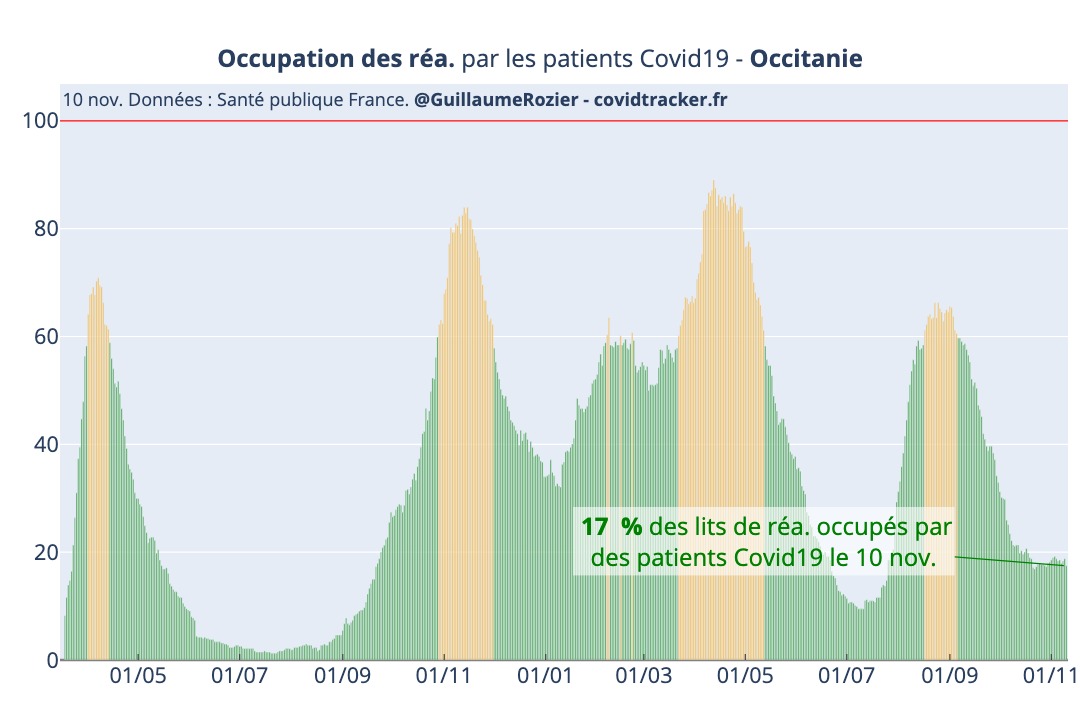 Occupation des réa. par les patients Covid19 - Occitanie
10 nov. Données : Santé publique France. @GuillaumeRozier - covidtracker.fr
100
80
60
40
20
0
17 % des lits de réa. occupés par
des patients Covid19 le 10 nov.
01/05 01/07 01/09 01/11 01/01 01/03 01/05 01/07 01/09 01/11